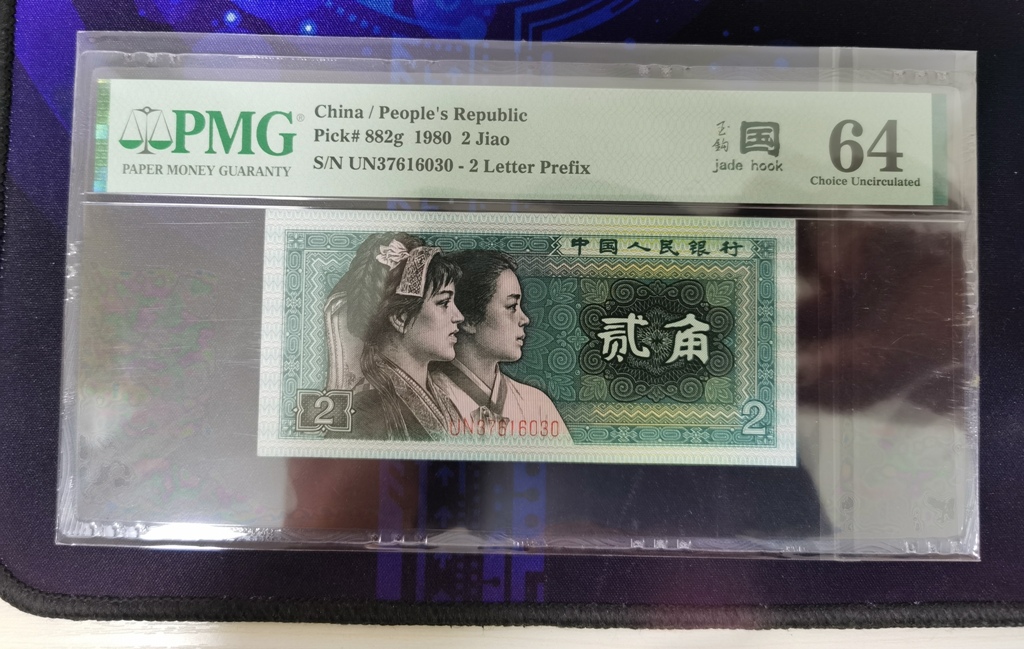 PMG®
PAPER MONEY GUARANTY
China / People's Republic
Pick# 882g 1980 2 Jiao
S/N UN37616030 - 2 Letter Prefix
玉钩 国
jade hook
64
Choice Uncirculated
中国人民银行
贰角
2
2
UN37616030